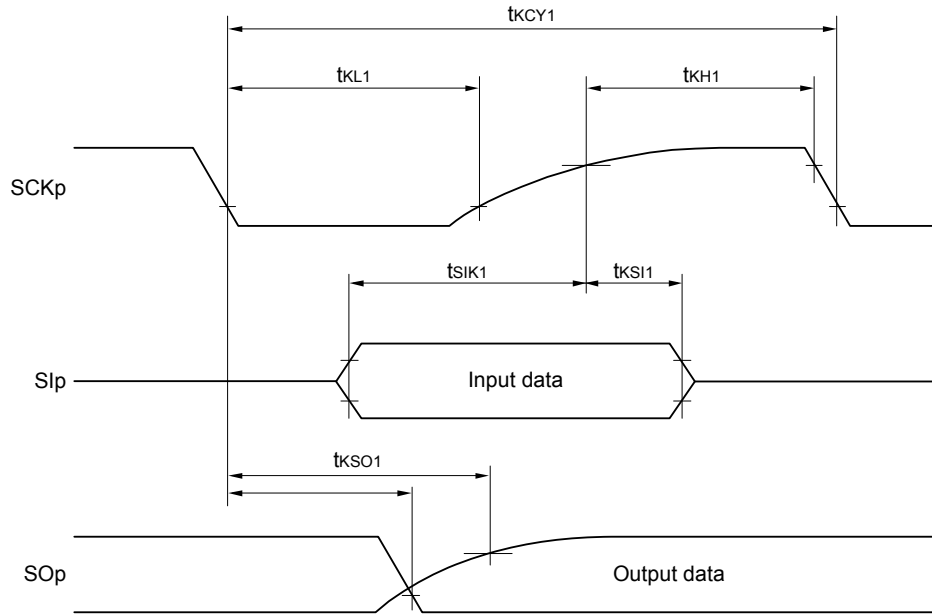 tKCY1
tKL1
tKH1
SCKp
tSIK1
tKSI1
SIp
Input data
tKSO1
SOp
Output data